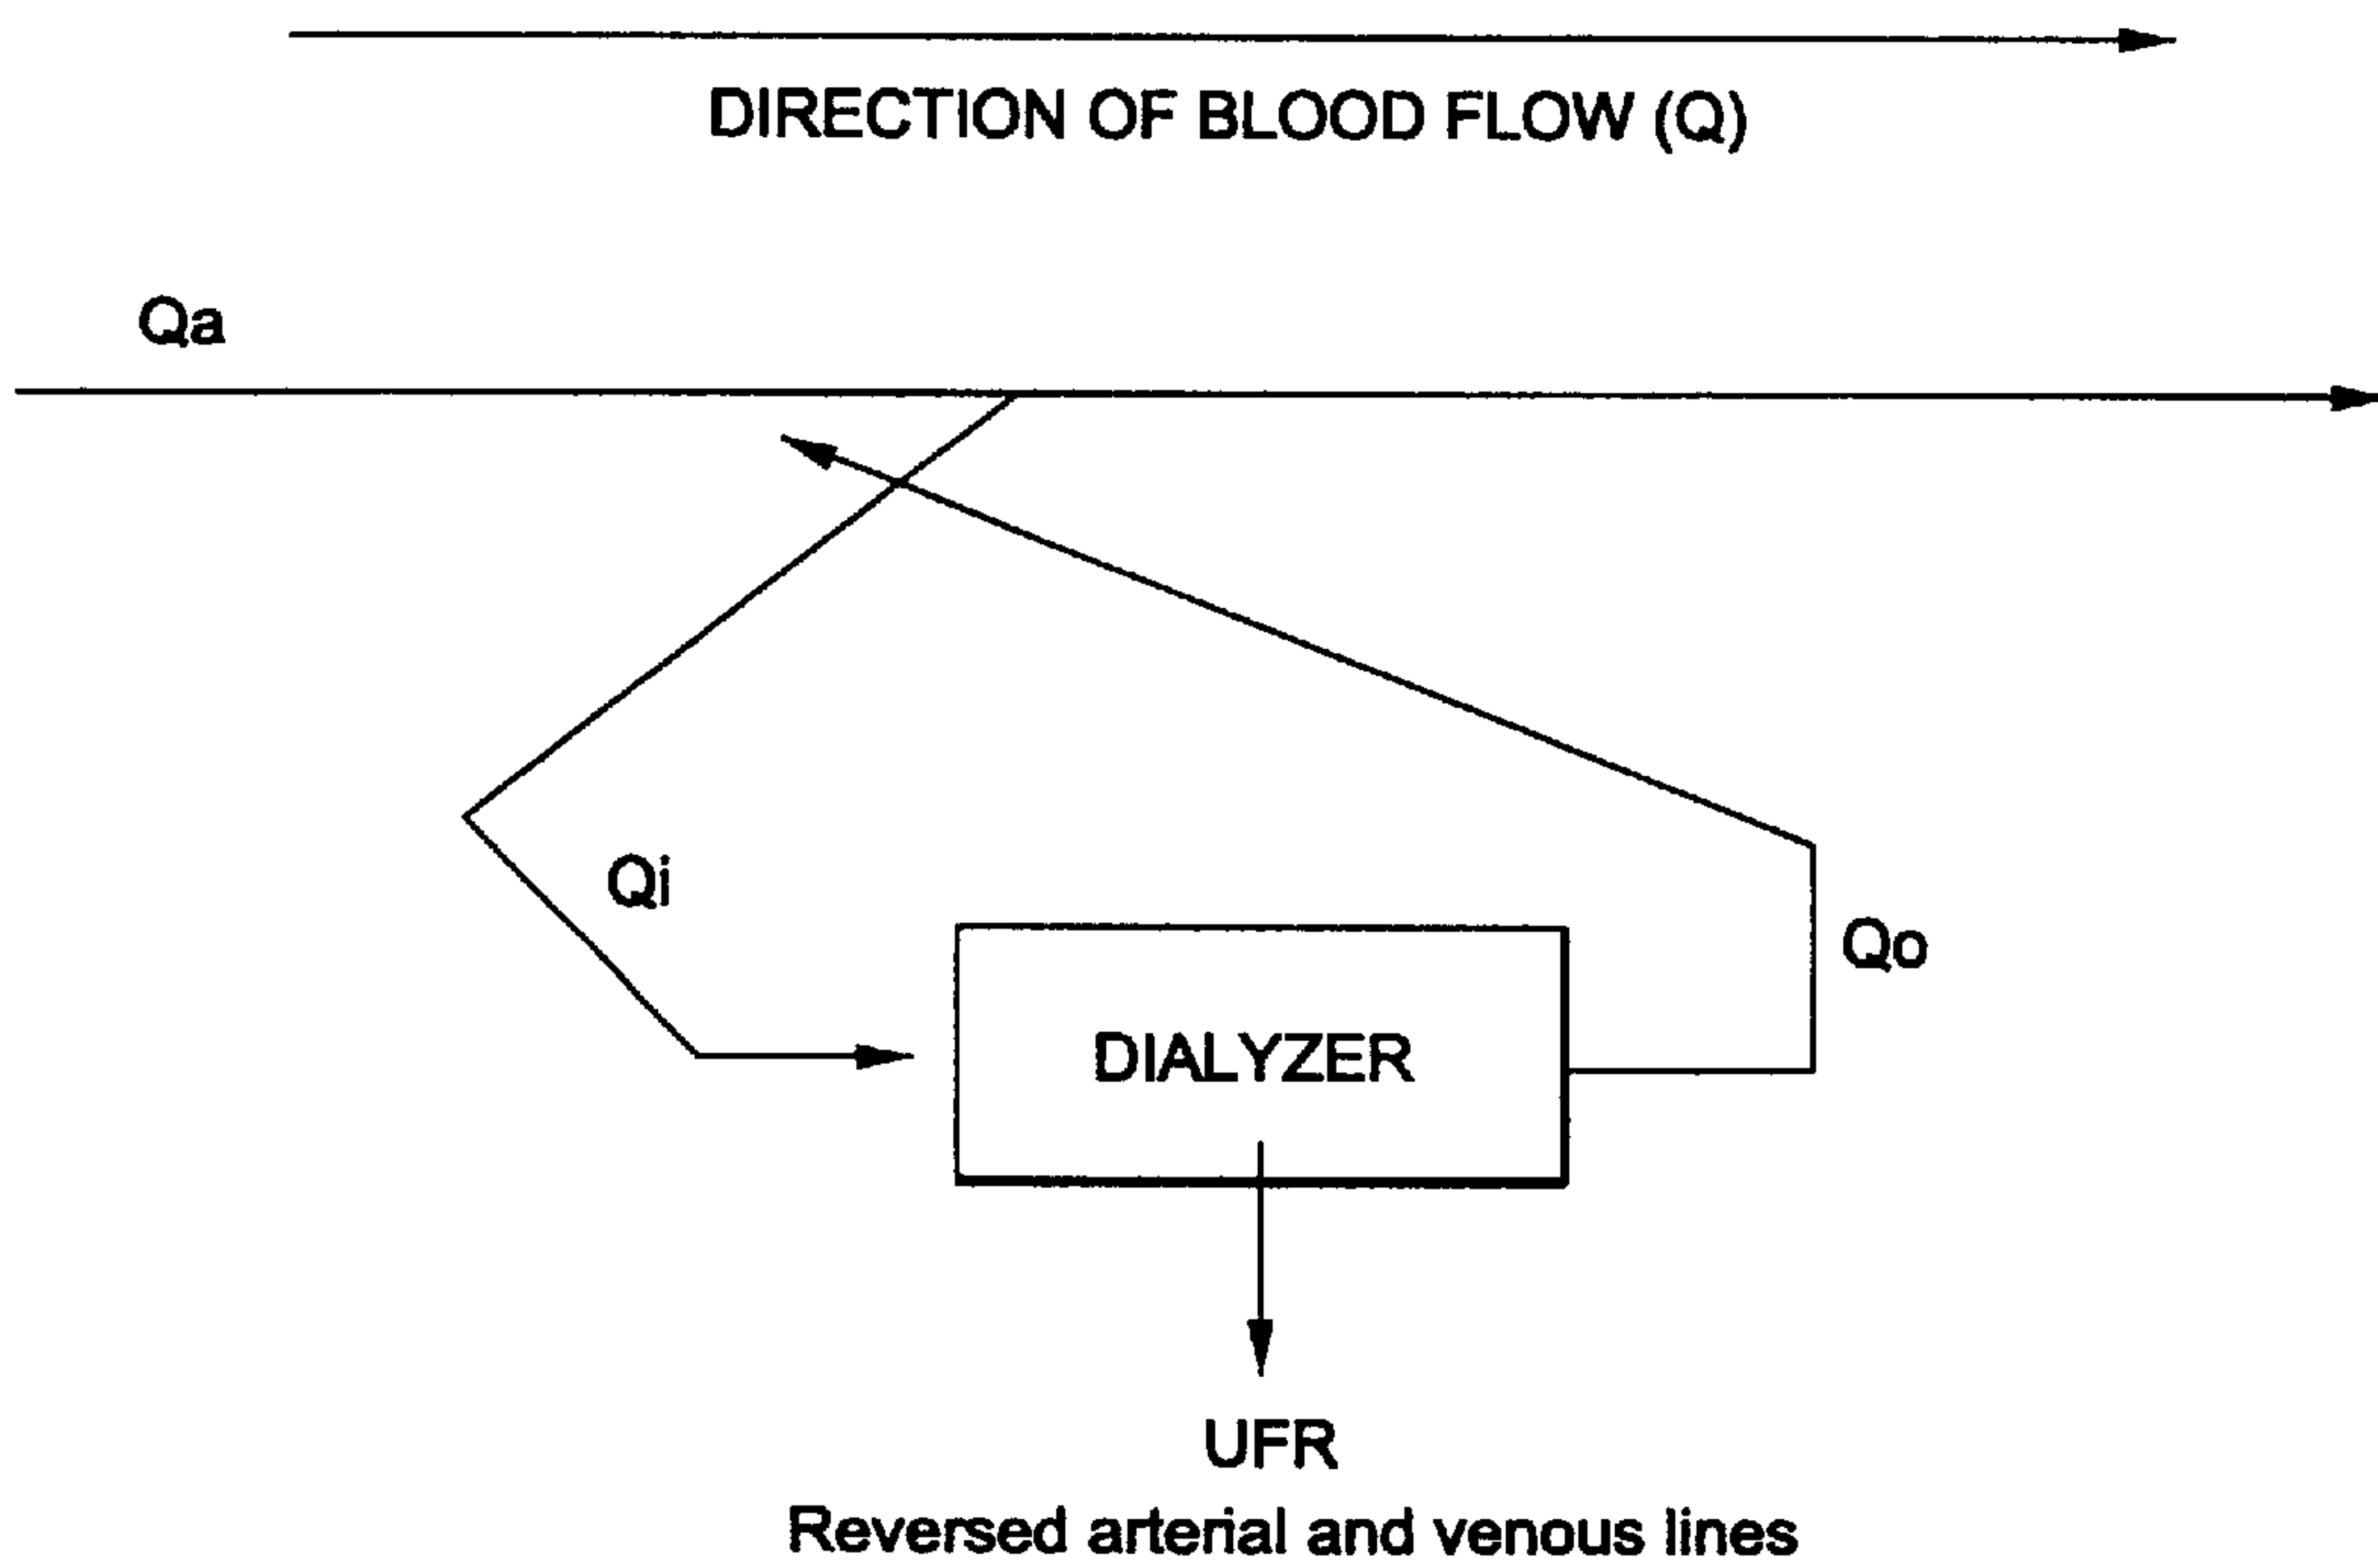 DIRECTION OF BLOOD FLOW (Q)
Qa
Qi
Qo
DIALYZER
UFR
Reversed arterial and venous lines